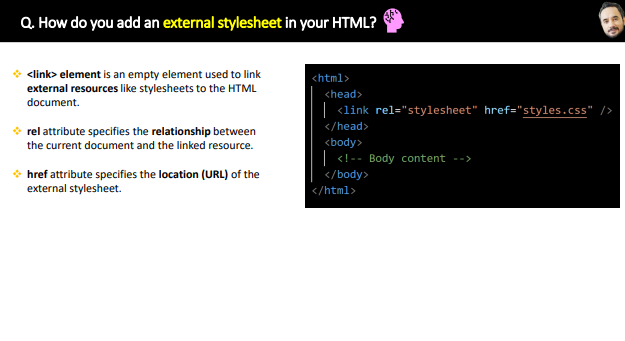 Q. How do you add an external stylesheet in your HTML?
❖ <link> element is an empty element used to link
external resources like stylesheets to the HTML
document.
❖ rel attribute specifies the relationship between
the current document and the linked resource.
❖ href attribute specifies the location (URL) of the
external stylesheet.
<html>
<head>
<link rel="stylesheet" href="styles.css" />
</head>
<body>
<!-- Body content -->
</body>
</html>